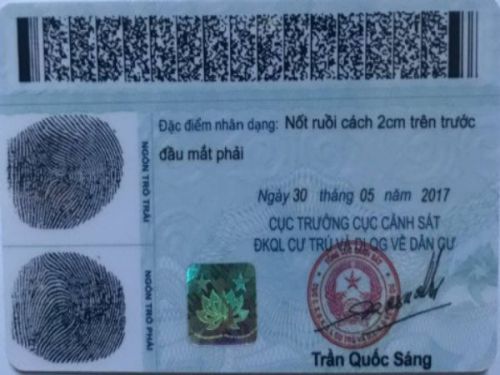 Đặc điểm nhân dạng: Nốt ruồi cách 2cm trên trước
đầu mắt phải
NGÓN TRỎ TRÁI
Ngày 30 tháng 05 năm 2017
CỤC TRƯỞNG CỤC CẢNH SÁT
ĐKQL CƯ TRÚ VÀ DLQG VỀ DÂN CƯ
NGÓN TRỎ PHẢI
Trần Quốc Sáng